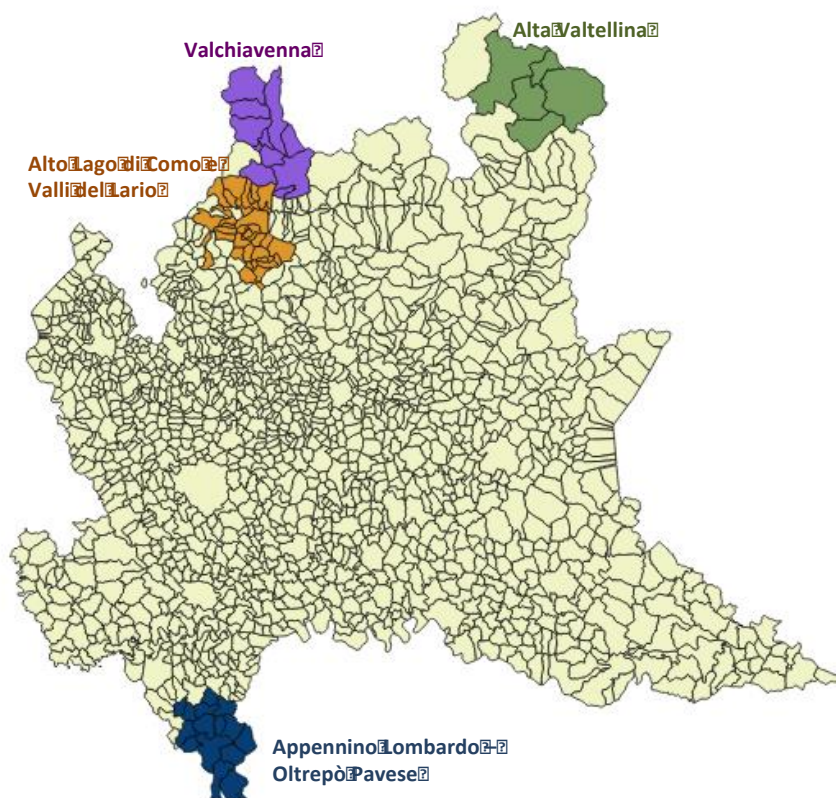 Alta⍰Valtellina⍰
Valchiavenna⍰
Alto⍰Lago⍰di⍰Como⍰e⍰
Valli⍰del⍰Lario⍰
Appennino⍰Lombardo⍰–⍰
Oltrepò⍰Pavese⍰